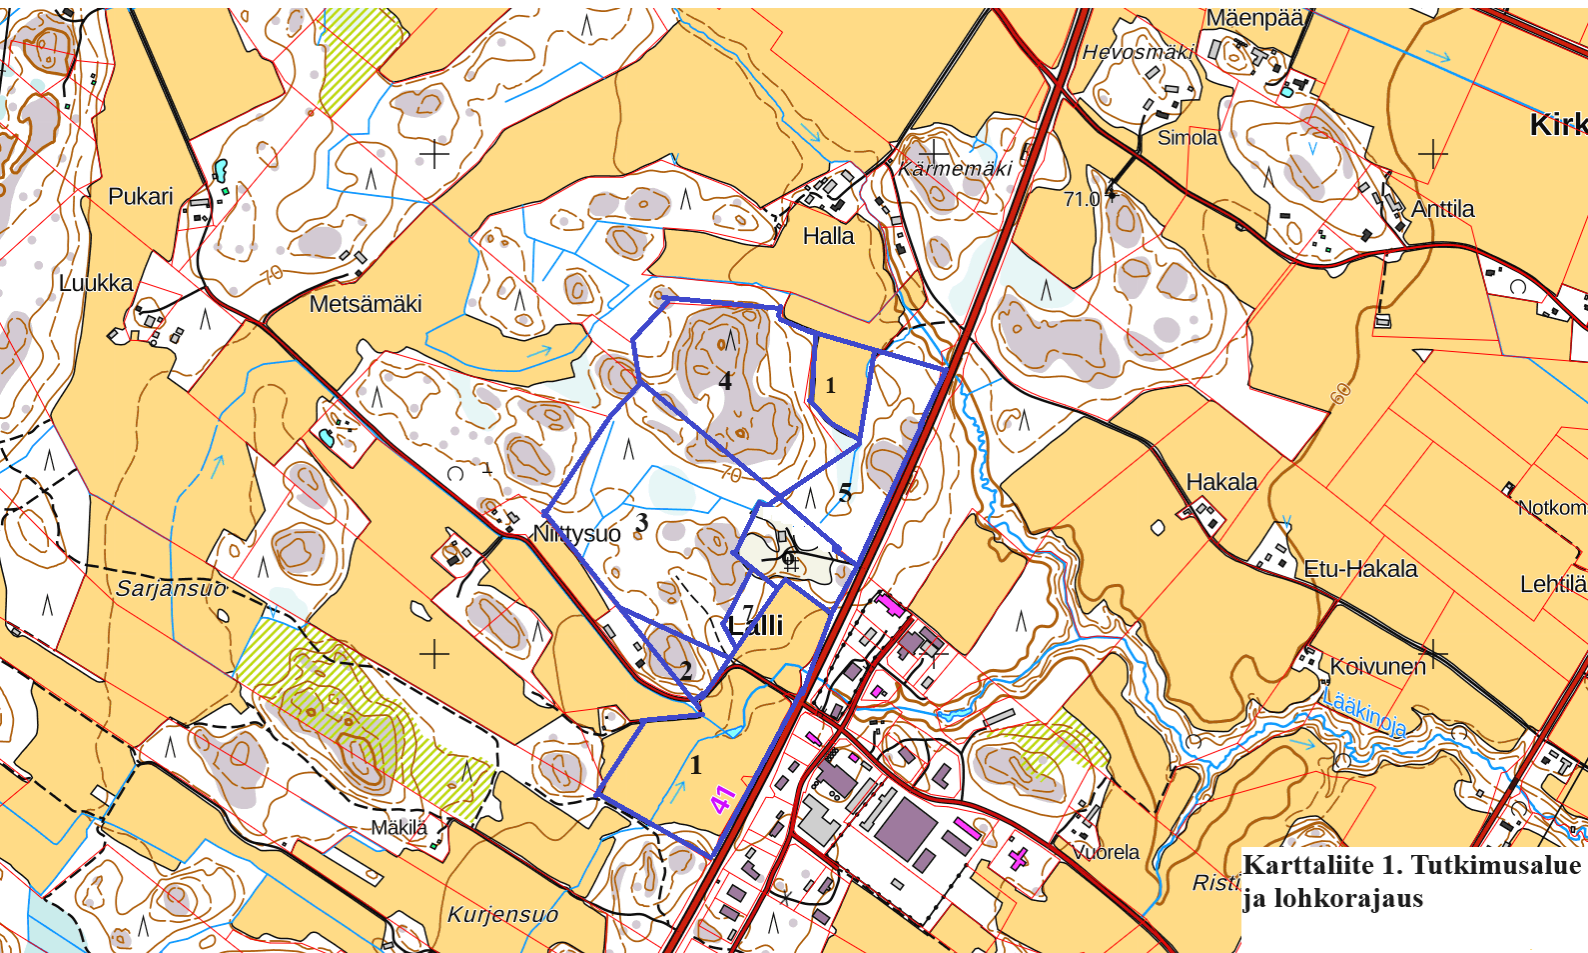 Mäenpää
Hevosmäki
Kirk
Simola
Kärmemäki
Pukari
71.0
Anttila
Halla
Luukka
70
Metsämäki
4
1
60
70
Hakala
5
Notkom
3
Niittysuo
6
Etu-Hakala
Sarjansuo
Lehtilä
7
Lalli
2
Koivunen
Lääkinoja
1
41
Mäkilä
Vuorela
Karttaliite 1. Tutkimusalue
Risti
ja lohkorajaus
Kurjensuo